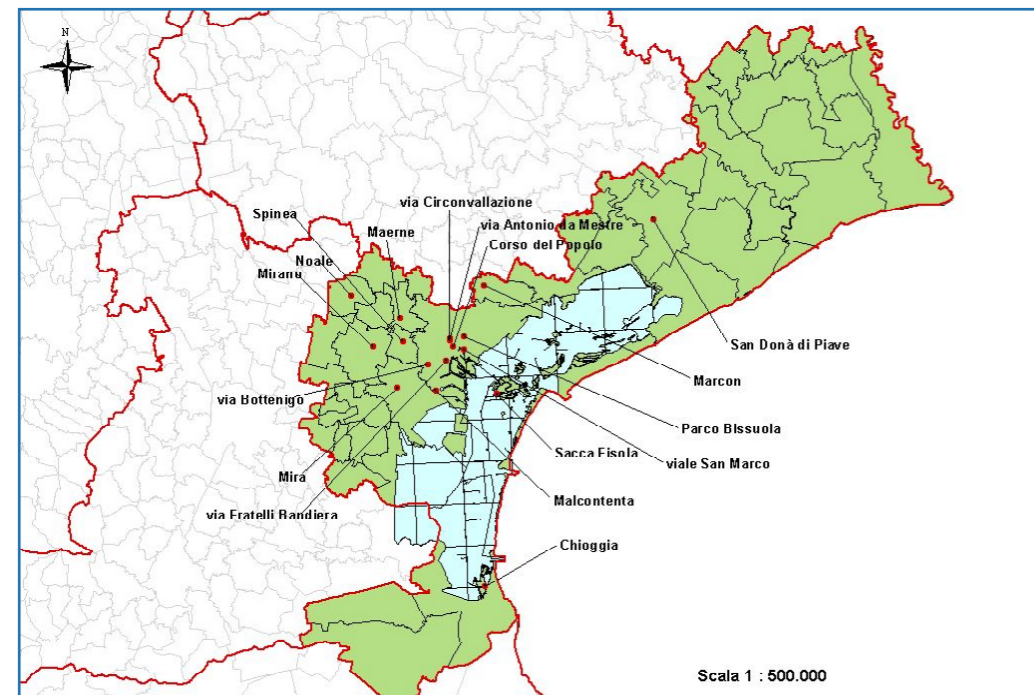 N
via Circonvallazione
Spinea
via Antonio da Mestre
Maerne
Corso del Popolo
Noale
Mirano
San Donà di Piave
Marcon
via Bottenigo
Parco Bissuola
Sacca Fisola
viale San Marco
Mira
Malcontenta
via Fratelli Bandiera
Chioggia
Scala 1 : 500.000